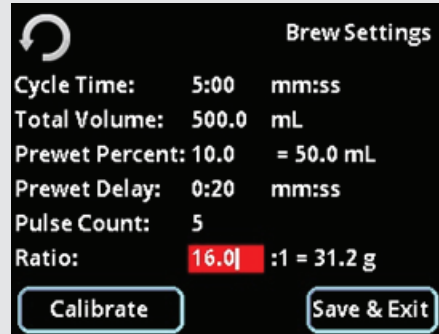 Brew Settings
Cycle Time: 5:00 mm:ss
Total Volume: 500.0 mL
Prewet Percent: 10.0 = 50.0 mL
Prewet Delay: 0:20 mm:ss
Pulse Count: 5
Ratio: 16.0 :1 = 31.2 g
Calibrate Save & Exit